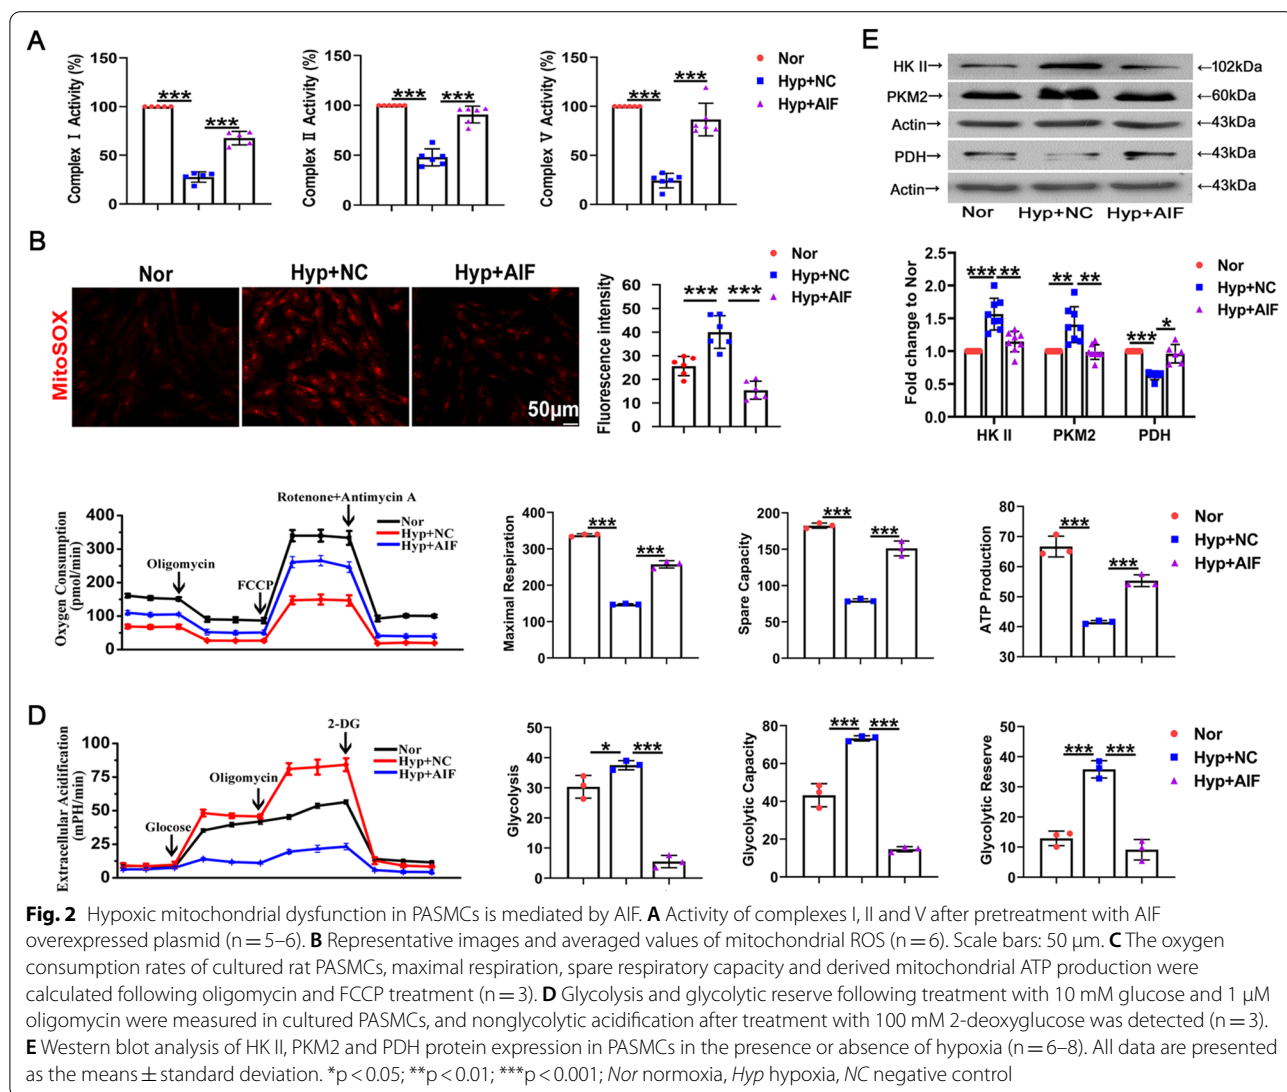 A
Complex I Activity (%)
150
100
50
0
***
***
Complex II Activity (%)
150
100
50
0
***
***
Complex V Activity (%)
150
100
50
0
***
***
Nor
Hyp+NC
Hyp+AIF
E
HK II→ ←102kDa
PKM2→ ←60kDa
Actin→ ←43kDa
PDH→ ←43kDa
Actin→ ←43kDa
Nor Hyp+NC Hyp+AIF
B
Nor Hyp+NC Hyp+AIF
MitoSOX
50μm
Fluorescence intensity
60
50
40
30
20
10
0
*** ***
Nor
Hyp+NC
Hyp+AIF
Fold change to Nor
2.5
2.0
1.5
1.0
0.5
0.0
*** **
** **
*** *
HK II PKM2 PDH
Nor
Hyp+NC
Hyp+AIF
Oxygen Consumption
(pmol/min)
400
300
200
100
0
Oligomycin
FCCP
Rotenone+Antimycin A
Nor
Hyp+NC
Hyp+AIF
Maximal Respiration
400
300
200
100
0
***
***
Spare Capacity
200
150
100
50
0
***
***
ATP Production
70
60
50
40
30
***
***
Nor
Hyp+NC
Hyp+AIF
D
Extracellular Acidification
(mPH/min)
100
75
50
25
0
Glucose
Oligomycin
2-DG
Nor
Hyp+NC
Hyp+AIF
Glycolysis
50
40
30
20
10
0
* ***
Glycolytic Capacity
80
60
40
20
0
*** ***
Glycolytic Reserve
50
40
30
20
10
0
*** ***
Nor
Hyp+NC
Hyp+AIF
Fig. 2 Hypoxic mitochondrial dysfunction in PASMCs is mediated by AIF. A Activity of complexes I, II and V after pretreatment with AIF
overexpressed plasmid (n = 5–6). B Representative images and averaged values of mitochondrial ROS (n = 6). Scale bars: 50 μm. C The oxygen
consumption rates of cultured rat PASMCs, maximal respiration, spare respiratory capacity and derived mitochondrial ATP production were
calculated following oligomycin and FCCP treatment (n = 3). D Glycolysis and glycolytic reserve following treatment with 10 mM glucose and 1 μM
oligomycin were measured in cultured PASMCs, and nonglycolytic acidification after treatment with 100 mM 2-deoxyglucose was detected (n = 3).
E Western blot analysis of HK II, PKM2 and PDH protein expression in PASMCs in the presence or absence of hypoxia (n = 6–8). All data are presented
as the means ± standard deviation. *p < 0.05; **p < 0.01; ***p < 0.001; Nor normoxia, Hyp hypoxia, NC negative control